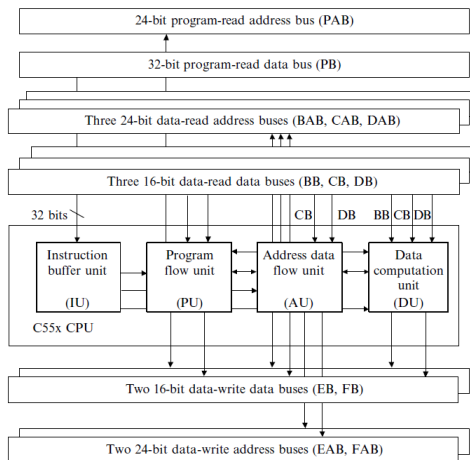 24-bit program-read address bus (PAB)
32-bit program-read data bus (PB)
Three 24-bit data-read address buses (BAB, CAB, DAB)
Three 16-bit data-read data buses (BB, CB, DB)
32 bits
CB
DB
BB
CB
DB
Instruction
buffer unit
(IU)
Program
flow unit
(PU)
Address data
flow unit
(AU)
Data
computation
unit
(DU)
C55x CPU
Two 16-bit data-write data buses (EB, FB)
Two 24-bit data-write address buses (EAB, FAB)